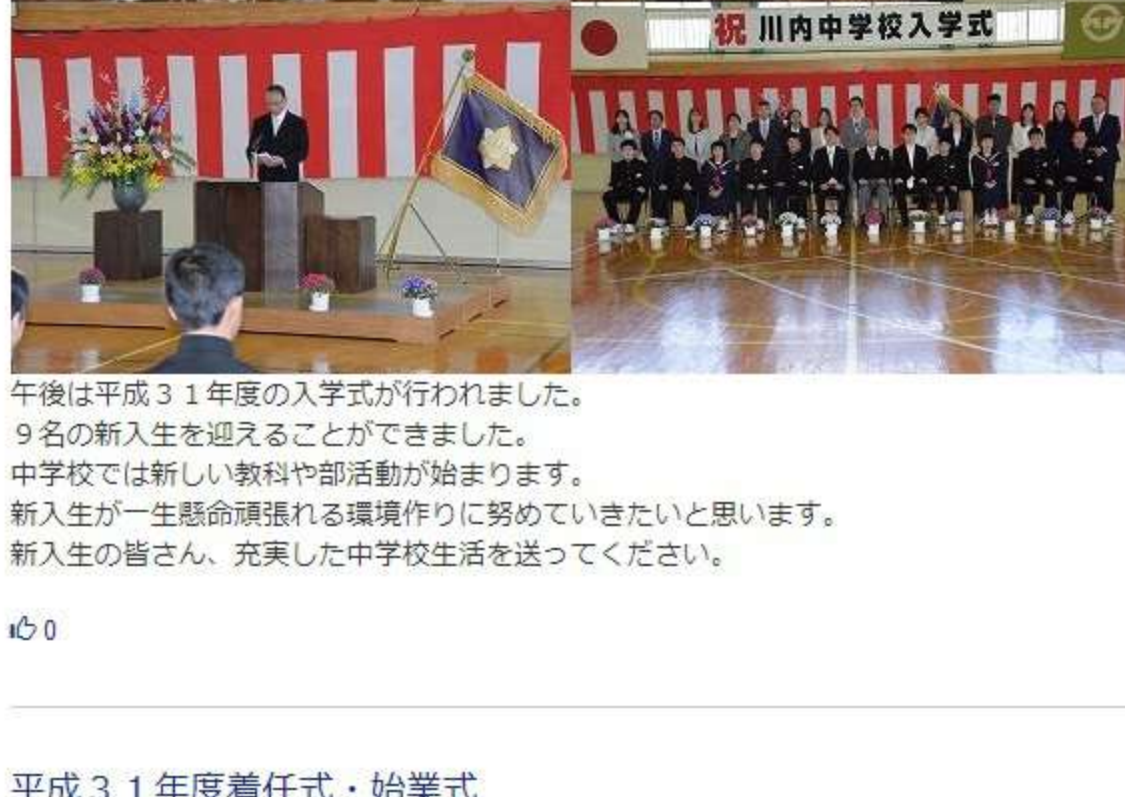 祝 川内中学校入学式
午後は平成３１年度の入学式が行われました。
９名の新入生を迎えることができました。
中学校では新しい教科や部活動が始まります。
新入生が一生懸命頑張れる環境作りに努めていきたいと思います。
新入生の皆さん、充実した中学校生活を送ってください。
0
平成３１年度着任式・始業式